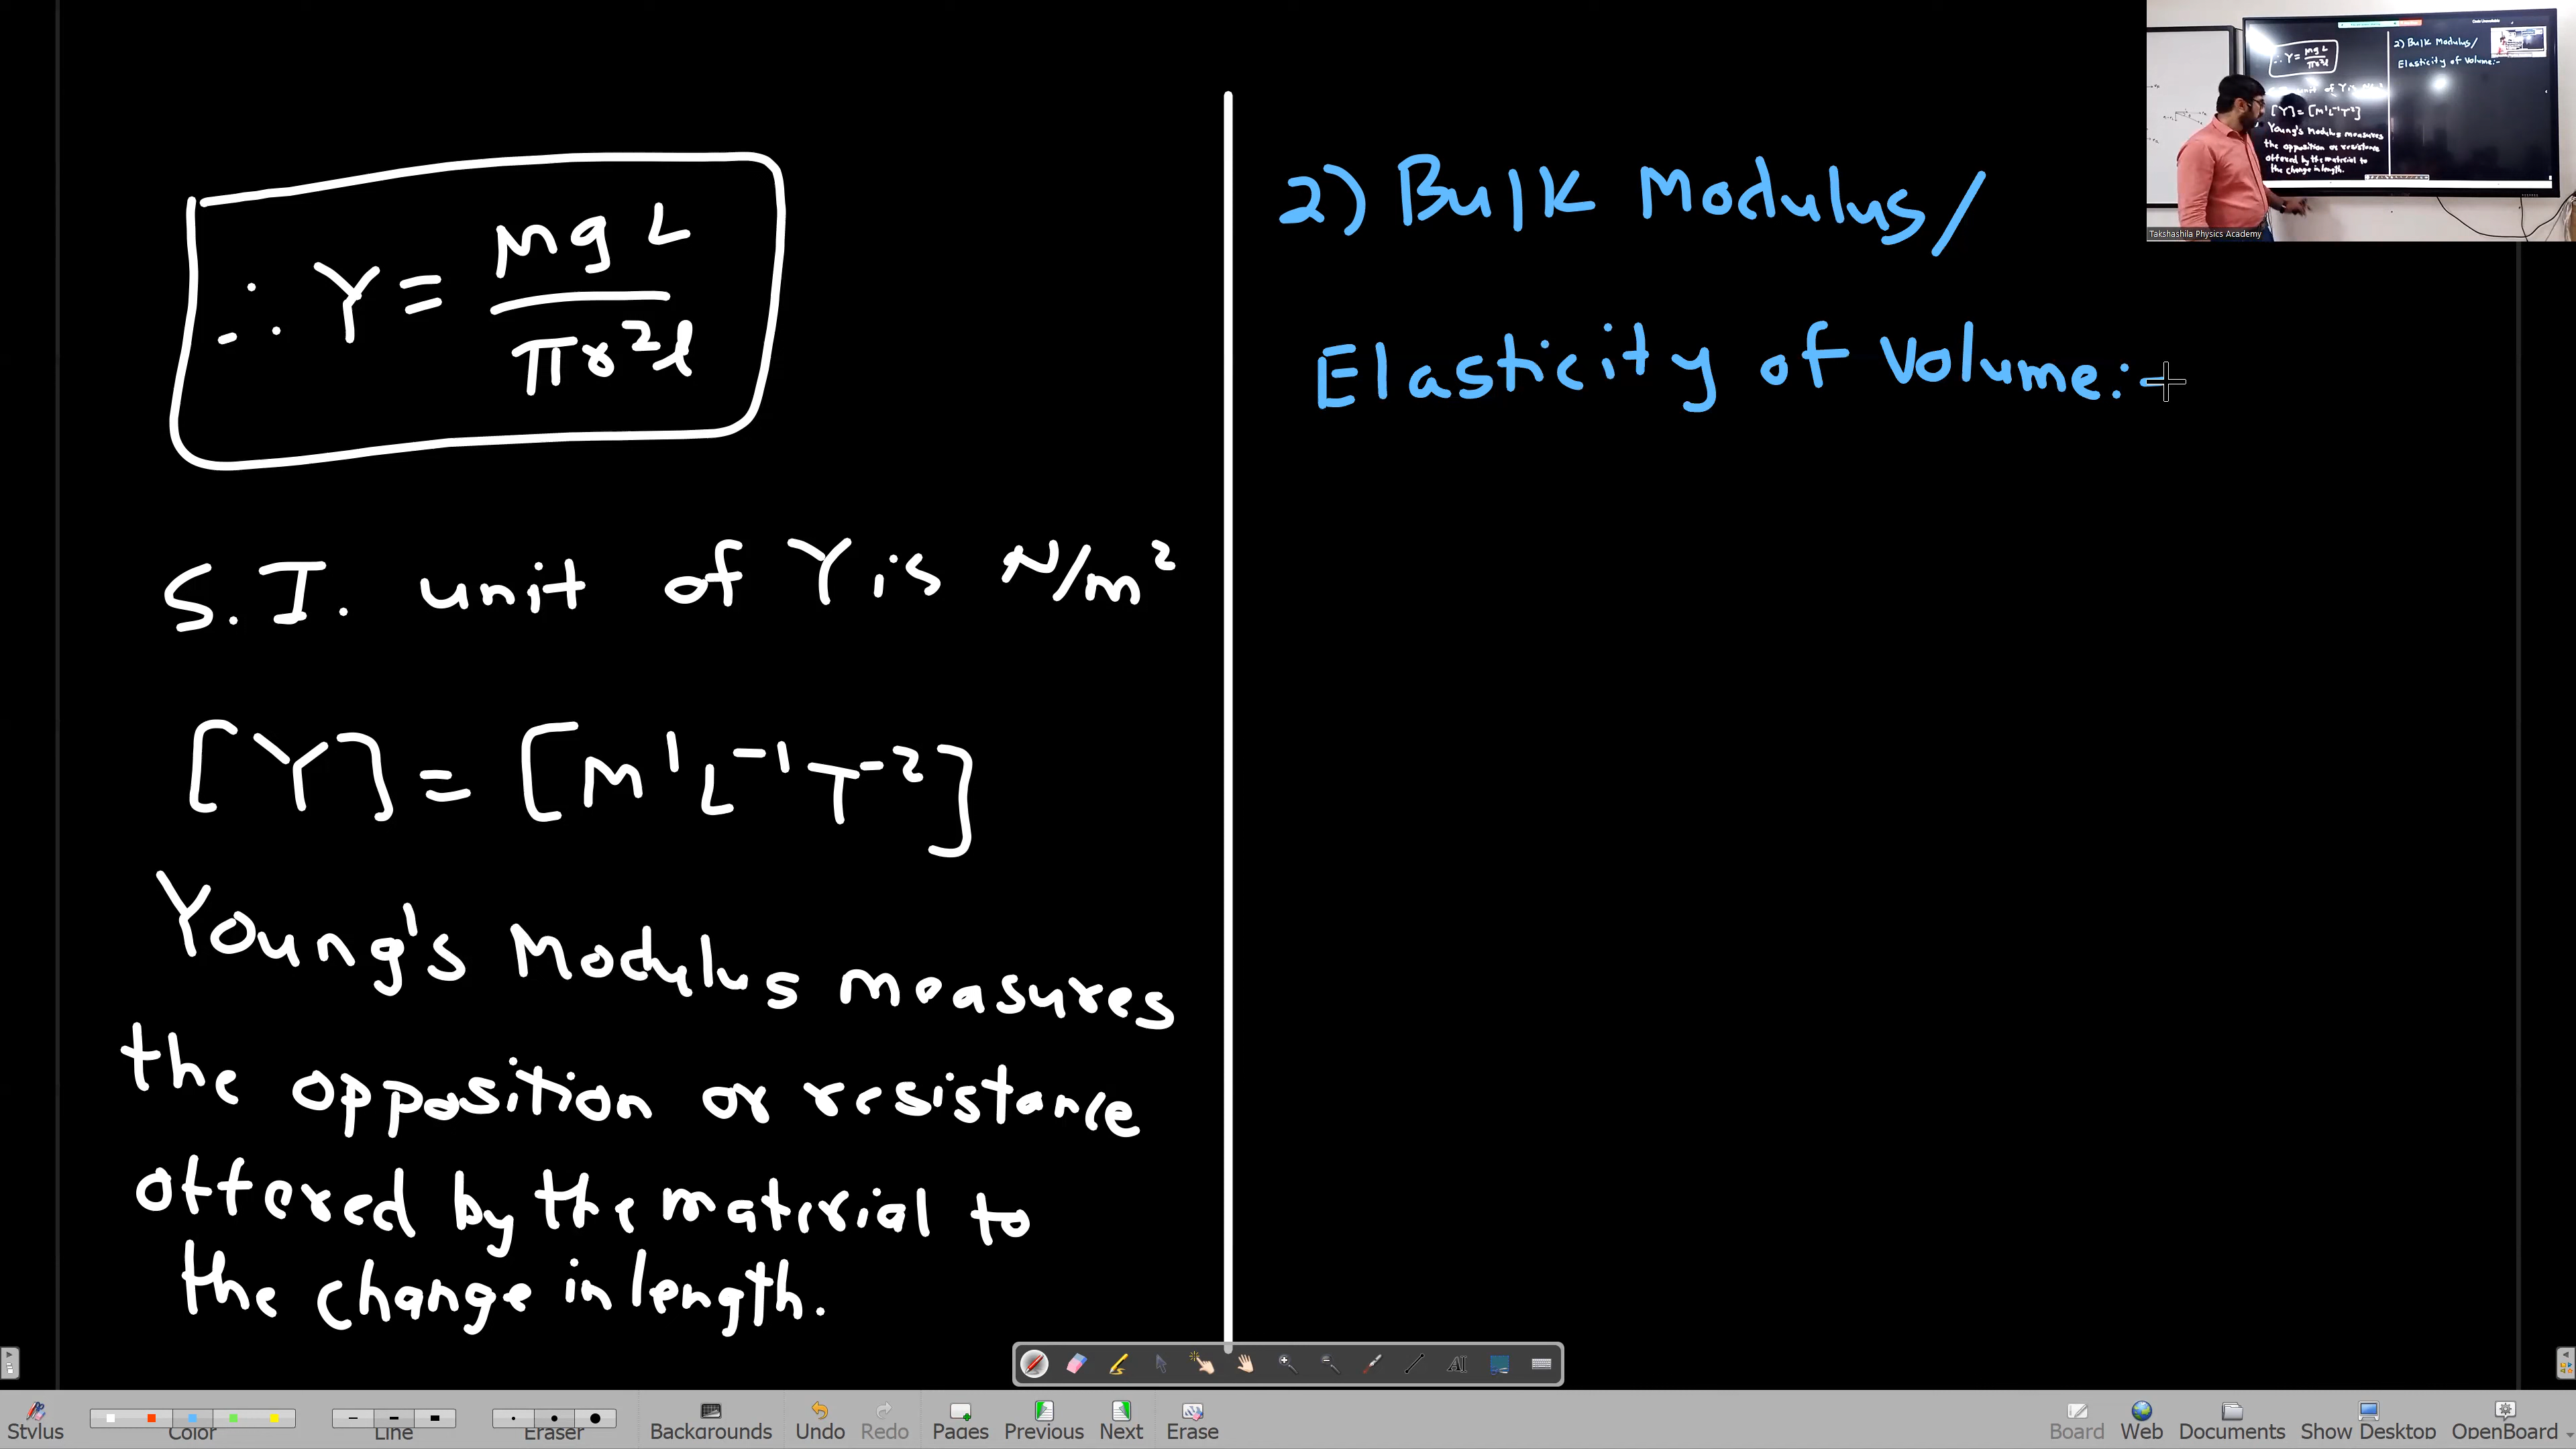 ∴ Y = MgL / πr²l
S.I. unit of Y is N/m²
[Y] = [M¹L⁻¹T⁻²]
Young's Modulus measures
the opposition or resistance
offered by the material to
the change in length.
2) Bulk Modulus/
Elasticity of Volume:-
Takshashila Physics Academy
Stylus
Color
Line
Eraser
Backgrounds
Undo
Redo
Pages
Previous
Next
Erase
Board
Web
Documents
Show Desktop
OpenBoard